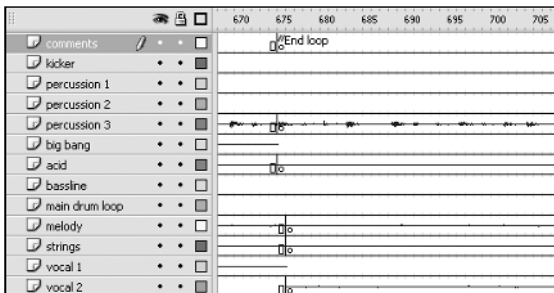 670 675 680 685 690 695 700 705
comments //End loop
kicker
percussion 1
percussion 2
percussion 3
big bang
acid
bassline
main drum loop
melody
strings
vocal 1
vocal 2